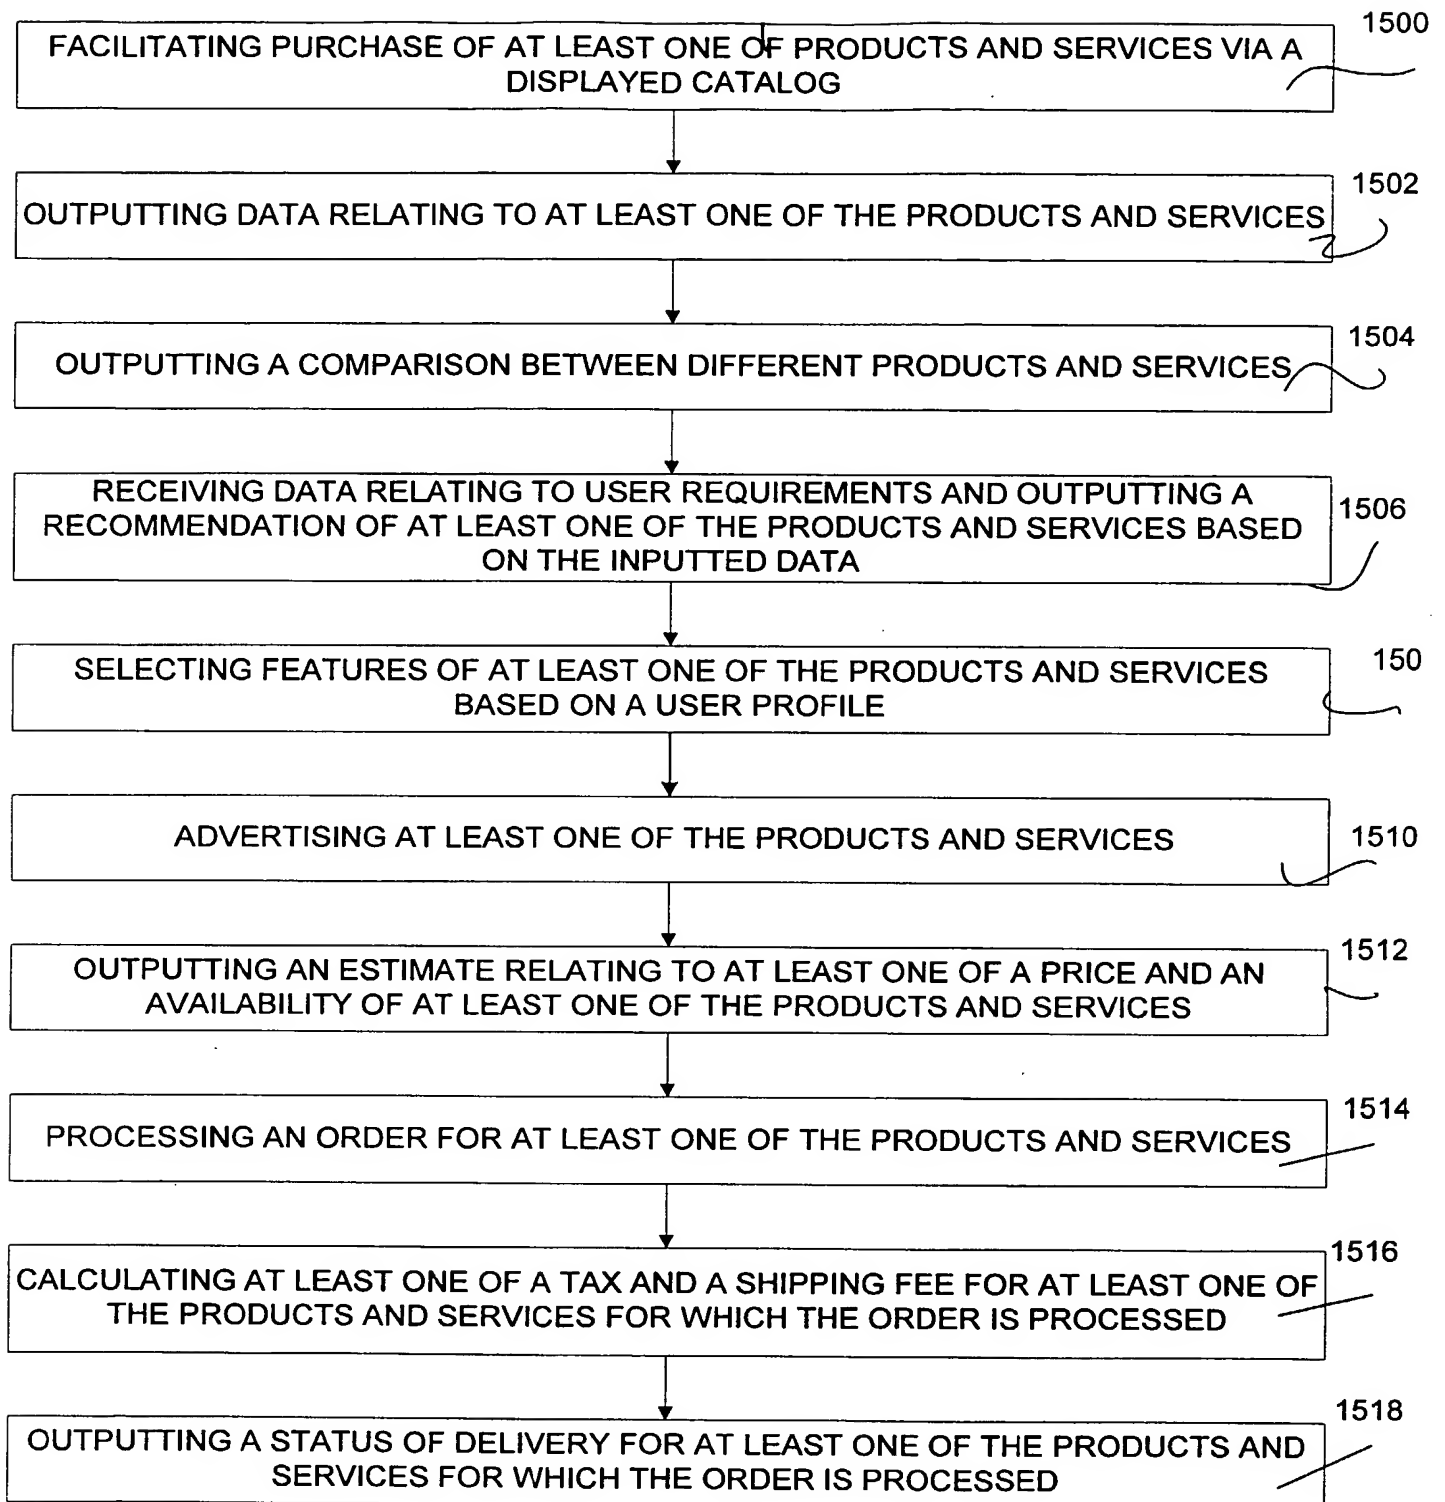 1500
FACILITATING PURCHASE OF AT LEAST ONE OF PRODUCTS AND SERVICES VIA A
DISPLAYED CATALOG
1502
OUTPUTTING DATA RELATING TO AT LEAST ONE OF THE PRODUCTS AND SERVICES
1504
OUTPUTTING A COMPARISON BETWEEN DIFFERENT PRODUCTS AND SERVICES
RECEIVING DATA RELATING TO USER REQUIREMENTS AND OUTPUTTING A
RECOMMENDATION OF AT LEAST ONE OF THE PRODUCTS AND SERVICES BASED
ON THE INPUTTED DATA
1506
150
SELECTING FEATURES OF AT LEAST ONE OF THE PRODUCTS AND SERVICES
BASED ON A USER PROFILE
1510
ADVERTISING AT LEAST ONE OF THE PRODUCTS AND SERVICES
1512
OUTPUTTING AN ESTIMATE RELATING TO AT LEAST ONE OF A PRICE AND AN
AVAILABILITY OF AT LEAST ONE OF THE PRODUCTS AND SERVICES
1514
PROCESSING AN ORDER FOR AT LEAST ONE OF THE PRODUCTS AND SERVICES
1516
CALCULATING AT LEAST ONE OF A TAX AND A SHIPPING FEE FOR AT LEAST ONE OF
THE PRODUCTS AND SERVICES FOR WHICH THE ORDER IS PROCESSED
1518
OUTPUTTING A STATUS OF DELIVERY FOR AT LEAST ONE OF THE PRODUCTS AND
SERVICES FOR WHICH THE ORDER IS PROCESSED